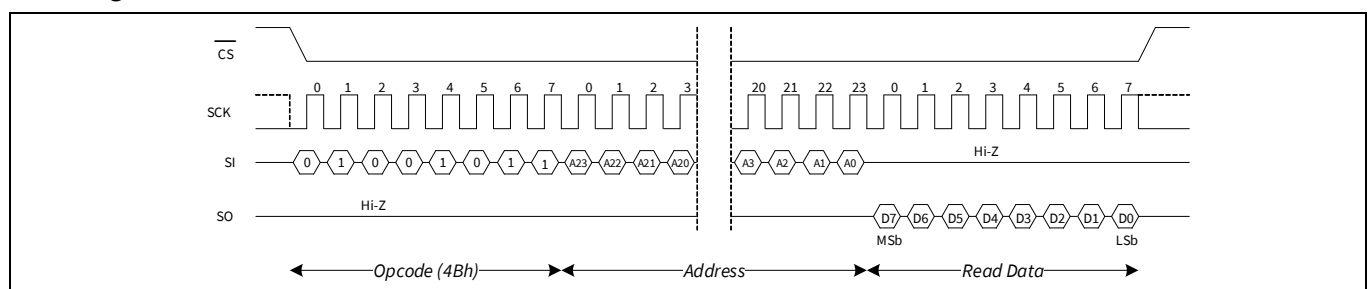 CS
0 1 2 3 4 5 6 7 0 1 2 3 20 21 22 23 0 1 2 3 4 5 6 7
SCK
SI 0 1 0 0 1 0 1 1 A23 A22 A21 A20 A3 A2 A1 A0 Hi-Z
SO Hi-Z D7 D6 D5 D4 D3 D2 D1 D0
MSb LSb
Opcode (4Bh) Address Read Data